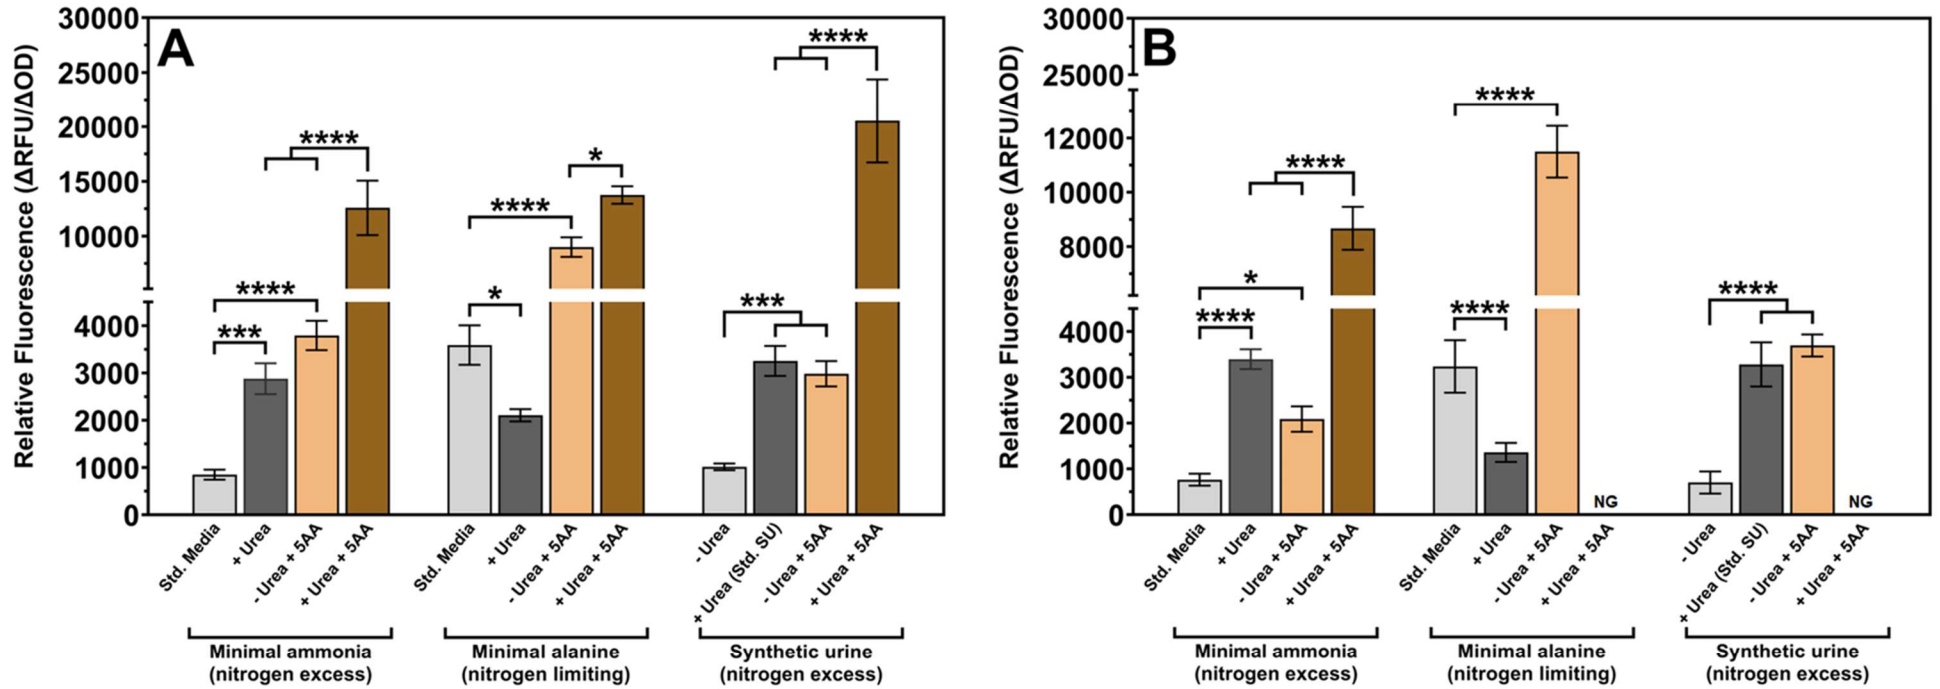 A
Relative Fluorescence (ΔRFU/ΔOD)
30000
25000
20000
15000
10000
4000
3000
2000
1000
0
****
***
****
****
*
*
***
****
Std. Media
+ Urea
- Urea + 5AA
+ Urea + 5AA
Std. Media
+ Urea
- Urea + 5AA
+ Urea + 5AA
- Urea
+ Urea (Std. SU)
- Urea + 5AA
+ Urea + 5AA
Minimal ammonia
(nitrogen excess)
Minimal alanine
(nitrogen limiting)
Synthetic urine
(nitrogen excess)
B
Relative Fluorescence (ΔRFU/ΔOD)
30000
25000
12000
10000
8000
4000
3000
2000
1000
0
****
*
****
****
****
****
NG
NG
Std. Media
+ Urea
- Urea + 5AA
+ Urea + 5AA
Std. Media
+ Urea
- Urea + 5AA
+ Urea + 5AA
- Urea
+ Urea (Std. SU)
- Urea + 5AA
+ Urea + 5AA
Minimal ammonia
(nitrogen excess)
Minimal alanine
(nitrogen limiting)
Synthetic urine
(nitrogen excess)